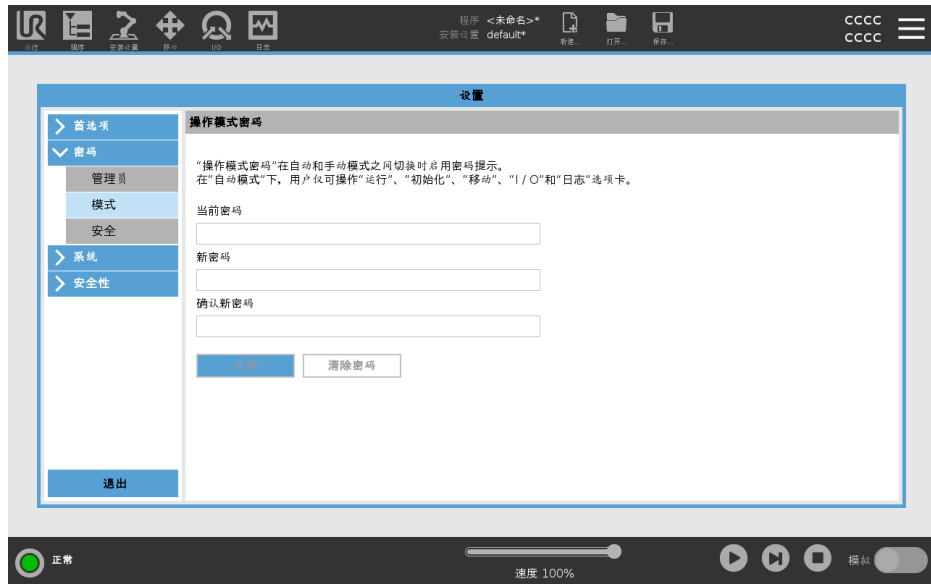 程序 <未命名>*
安装设置 default*
运行 程序 安装设置 移动 I/O 日志 新建... 打开... 保存...
CCCC
CCCC
设置
首选项
密码
管理员
模式
安全
系统
安全性
退出
操作模式密码
“操作模式密码”在自动和手动模式之间切换时启用密码提示。
在“自动模式”下，用户仅可操作“运行”、“初始化”、“移动”、“I / O”和“日志”选项卡。
当前密码
新密码
确认新密码
应用 清除密码
正常
速度 100%
模拟